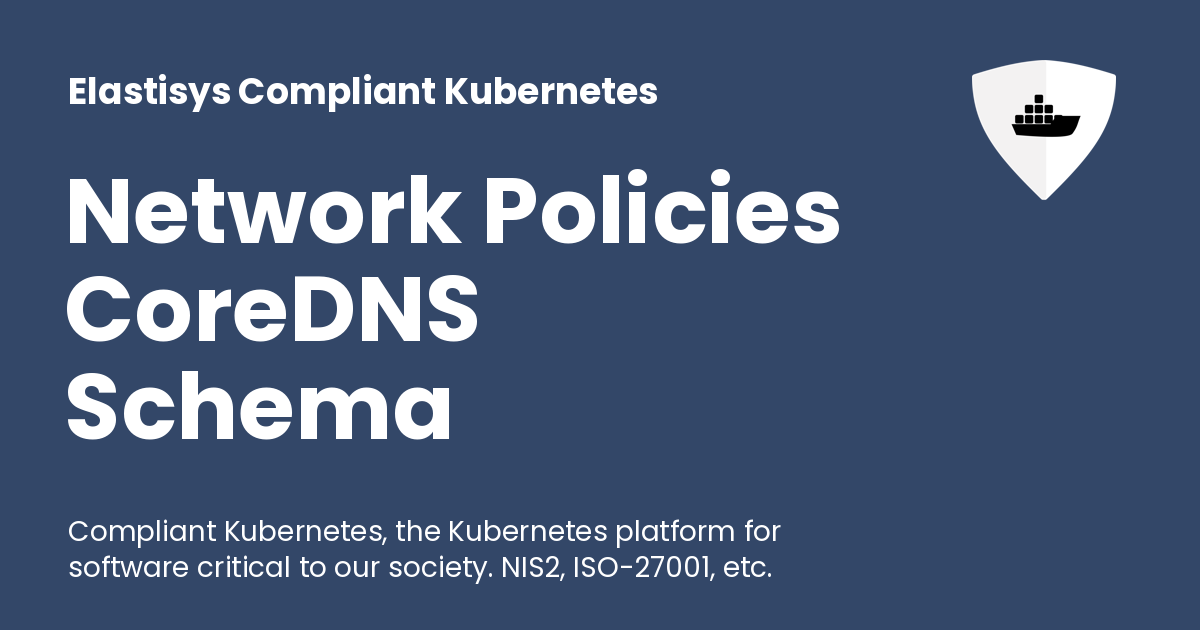 Elastisys Compliant Kubernetes
Network Policies
CoreDNS
Schema
Compliant Kubernetes, the Kubernetes platform for
software critical to our society. NIS2, ISO-27001, etc.